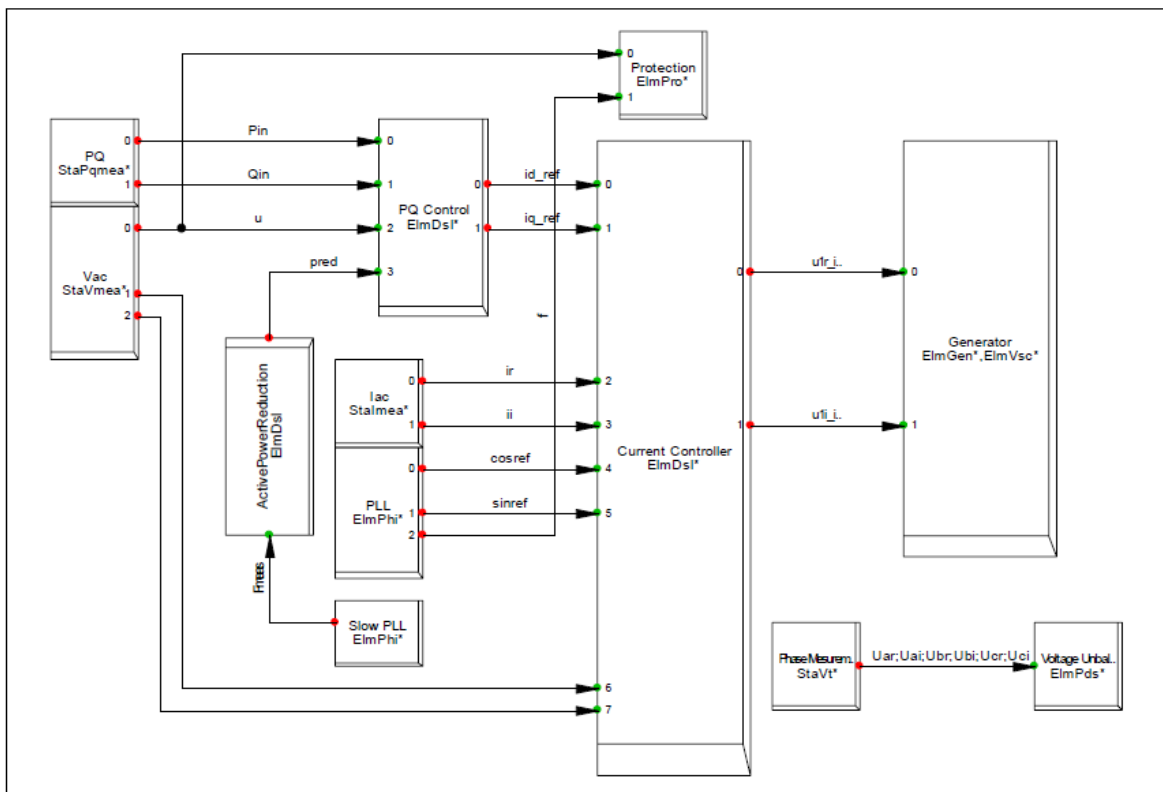 0
Protection
ElmPro*
1
0
PQ
StaPqmea*
1
Pin
Qin
0
1
PQ Control
ElmDsl*
2
3
0
1
id_ref
iq_ref
0
1
0
Vac
StaVmea*
1
2
u
pred
f
ActivePowerReduction
ElmDsl
0
Iac
StaImea*
1
ir
ii
2
3
Current Controller
ElmDsl*
4
5
0
PLL
ElmPhi*
1
2
cosref
sinref
0
1
u1r_i..
u1i_i..
0
Generator
ElmGen*,ElmVsc*
1
Slow PLL
ElmPhi*
6
7
Phase Mesurem..
StaVt*
Uar;Uai;Ubr;Ubi;Ucr;Uci
Voltage Unbal..
ElmPds*